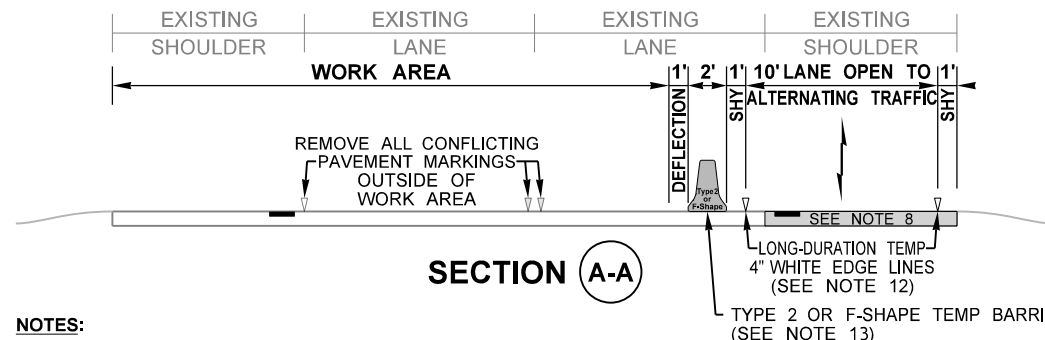 EXISTING EXISTING EXISTING EXISTING
SHOULDER LANE LANE SHOULDER
WORK AREA 1' 2' 1' 10' LANE OPEN TO 1'
ALTERNATING TRAFFIC
DEFLECTION
SHY
SHY
REMOVE ALL CONFLICTING
PAVEMENT MARKINGS
OUTSIDE OF
WORK AREA
Type 2
or
F-Shape
SEE NOTE 8
LONG-DURATION TEMP
4" WHITE EDGE LINES
(SEE NOTE 12)
SECTION A-A
TYPE 2 OR F-SHAPE TEMP BARRI
(SEE NOTE 13)
NOTES: